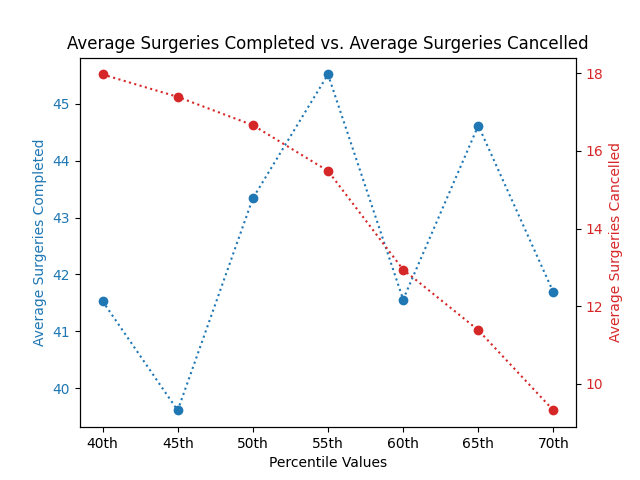 Average Surgeries Completed vs. Average Surgeries Cancelled
Average Surgeries Completed
45
44
43
42
41
40
18
16
14
12
10
Average Surgeries Cancelled
40th 45th 50th 55th 60th 65th 70th
Percentile Values